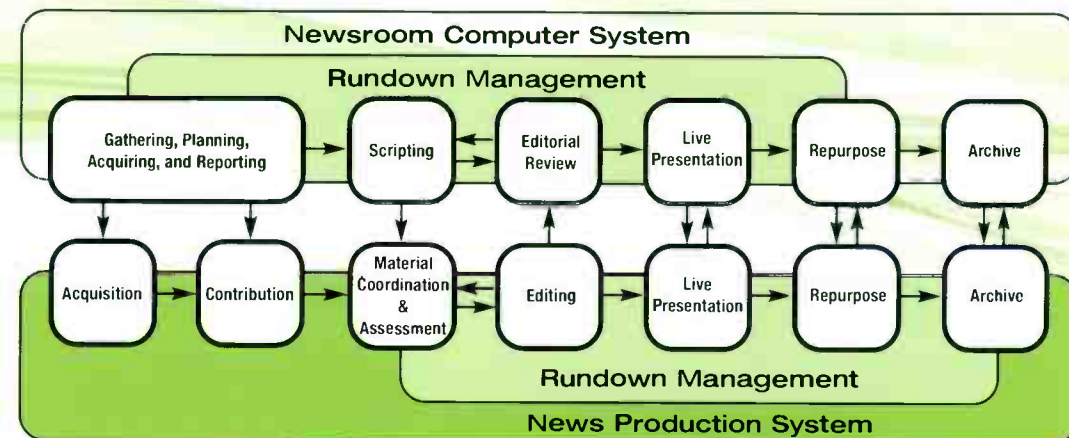 Newsroom Computer System
Rundown Management
Gathering, Planning,
Acquiring, and Reporting
Scripting
Editorial
Review
Live
Presentation
Repurpose
Archive
Acquisition
Contribution
Material
Coordination
&
Assessment
Editing
Live
Presentation
Repurpose
Archive
Rundown Management
News Production System